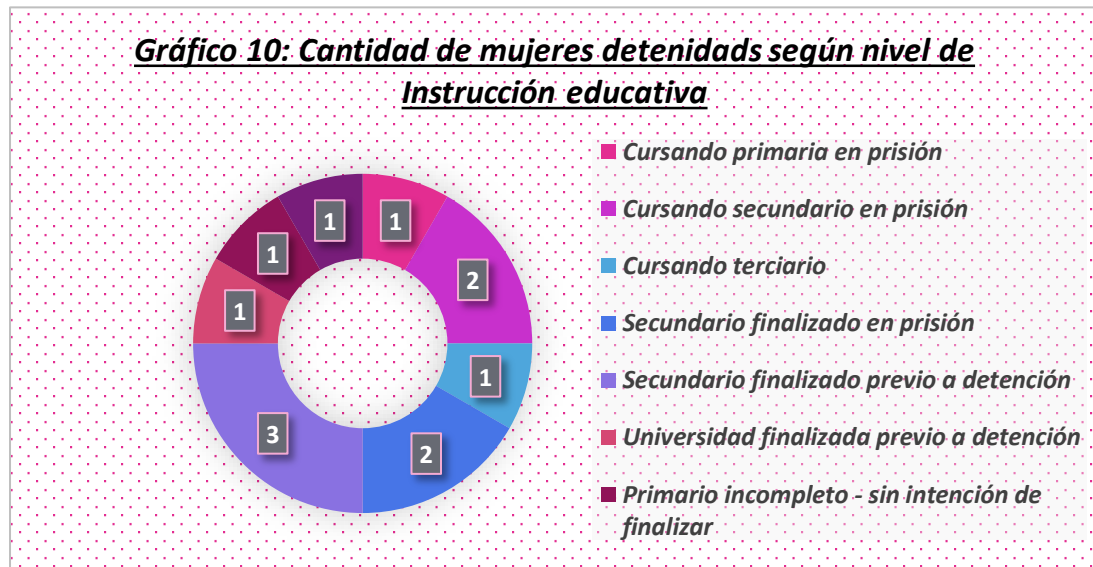 Gráfico 10: Cantidad de mujeres detenidads según nivel de
Instrucción educativa
1
1
2
1
2
3
1
1
Cursando primaria en prisión
Cursando secundario en prisión
Cursando terciario
Secundario finalizado en prisión
Secundario finalizado previo a detención
Universidad finalizada previo a detención
Primario incompleto - sin intención de
finalizar